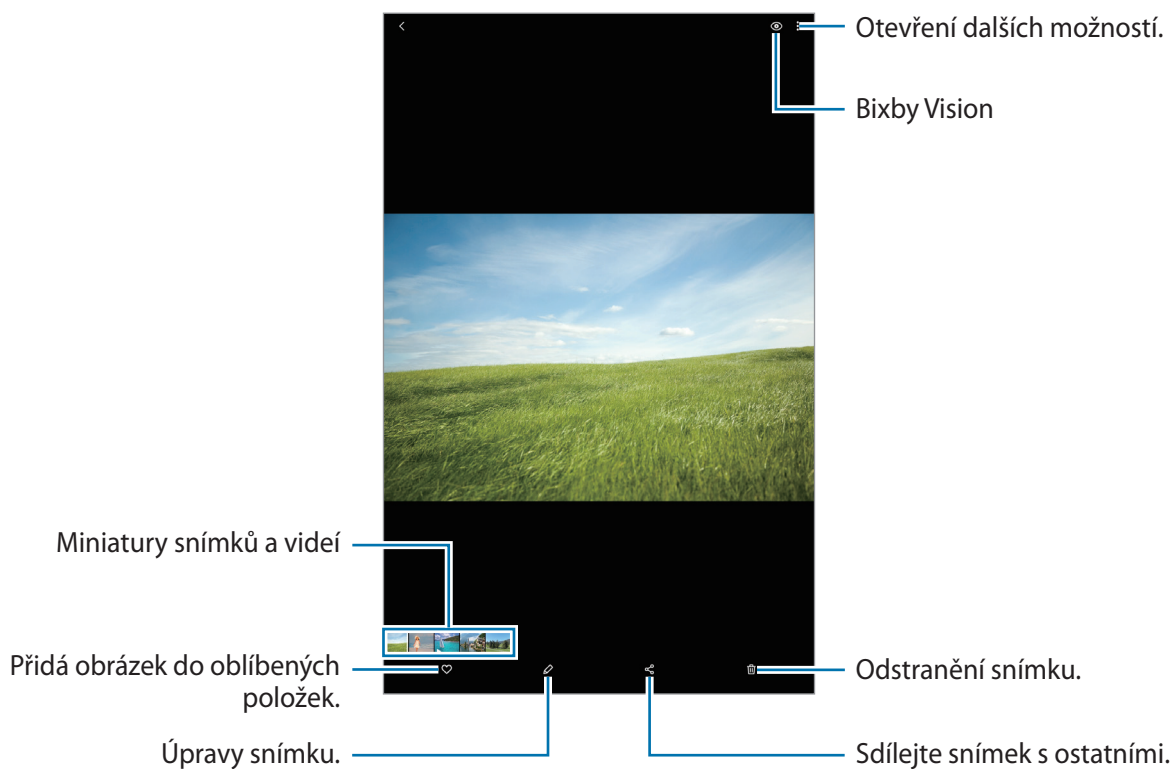 Otevření dalších možností.
Bixby Vision
Miniatury snímků a videí
Přidá obrázek do oblíbených
položek.
Odstranění snímku.
Úpravy snímku.
Sdílejte snímek s ostatními.